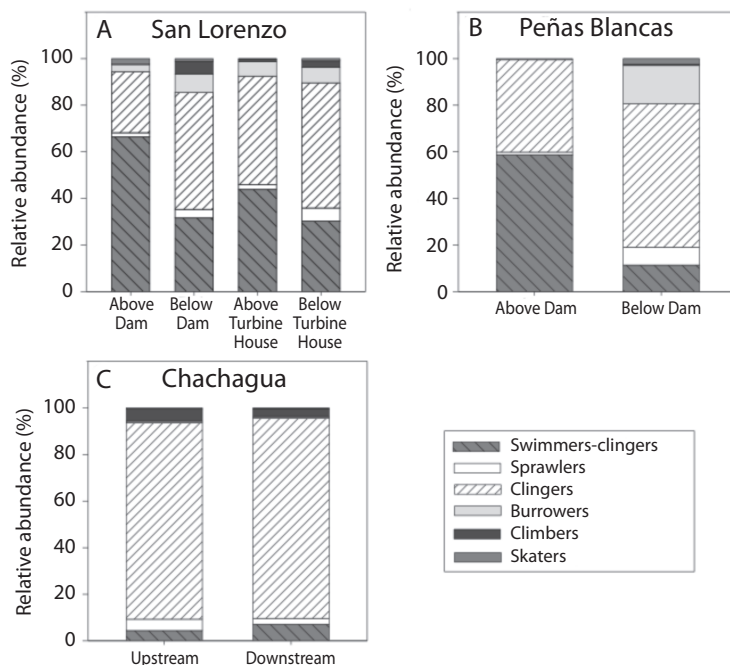 A San Lorenzo
Relative abundance (%)
100
80
60
40
20
0
Above Dam
Below Dam
Above Turbine House
Below Turbine House
B Peñas Blancas
Relative abundance (%)
100
80
60
40
20
0
Above Dam
Below Dam
C Chachagua
Relative abundance (%)
100
80
60
40
20
0
Upstream
Downstream
Swimmers-clingers
Sprawlers
Clingers
Burrowers
Climbers
Skaters